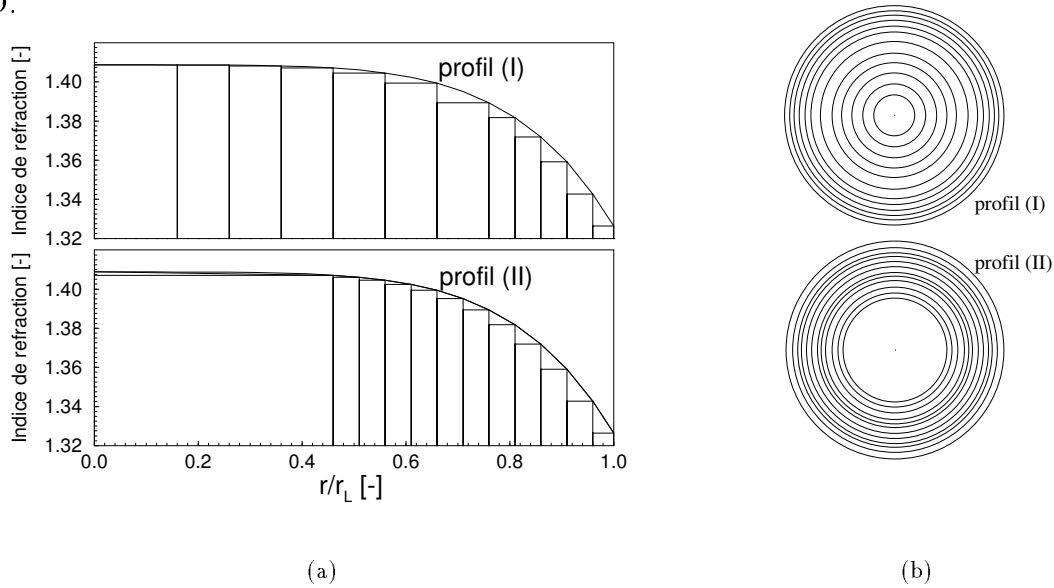 profil (I)
Indice de refraction [-]
1.40
1.38
1.36
1.34
1.32
profil (II)
Indice de refraction [-]
1.40
1.38
1.36
1.34
1.32
0.0 0.2 0.4 0.6 0.8 1.0
r/r_L [-]
(a)
profil (I)
profil (II)
(b)